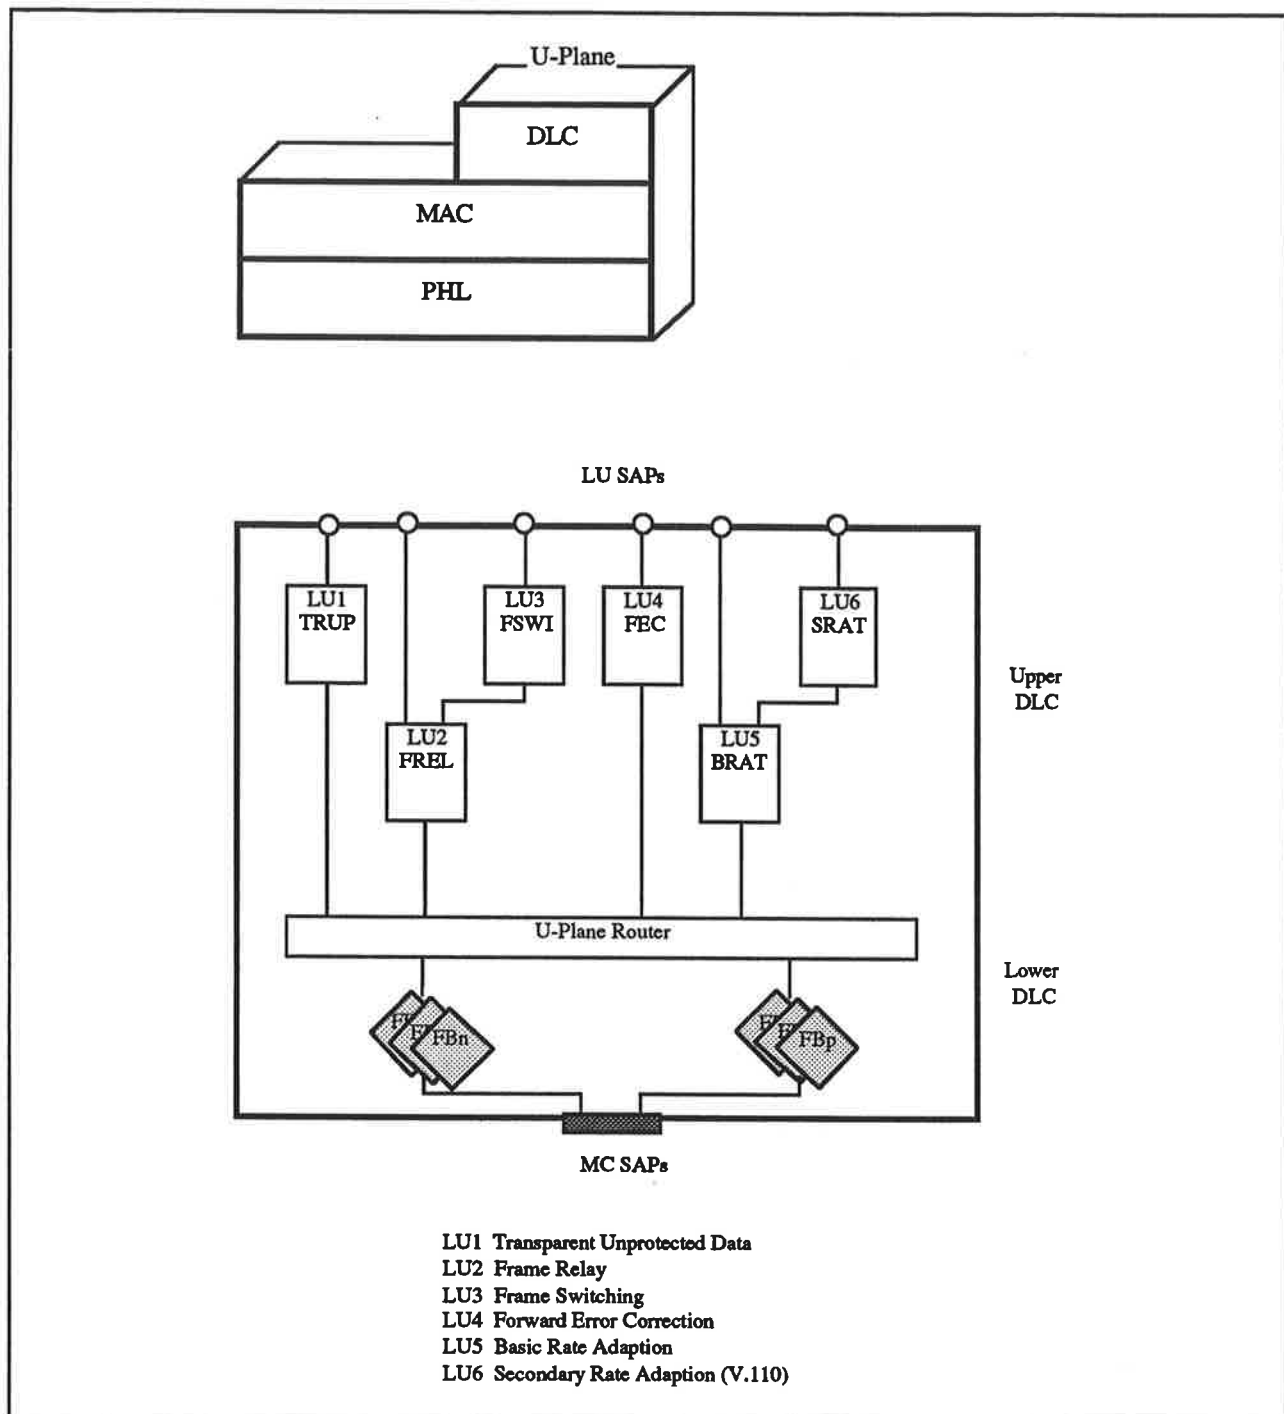 U-Plane
DLC
MAC
PHL
LU SAPs
LU1
TRUP
LU3
FSWI
LU4
FEC
LU6
SRAT
Upper
DLC
LU2
FREL
LU5
BRAT
U-Plane Router
Lower
DLC
FBn
FBp
MC SAPs
LU1 Transparent Unprotected Data
LU2 Frame Relay
LU3 Frame Switching
LU4 Forward Error Correction
LU5 Basic Rate Adaption
LU6 Secondary Rate Adaption (V.110)